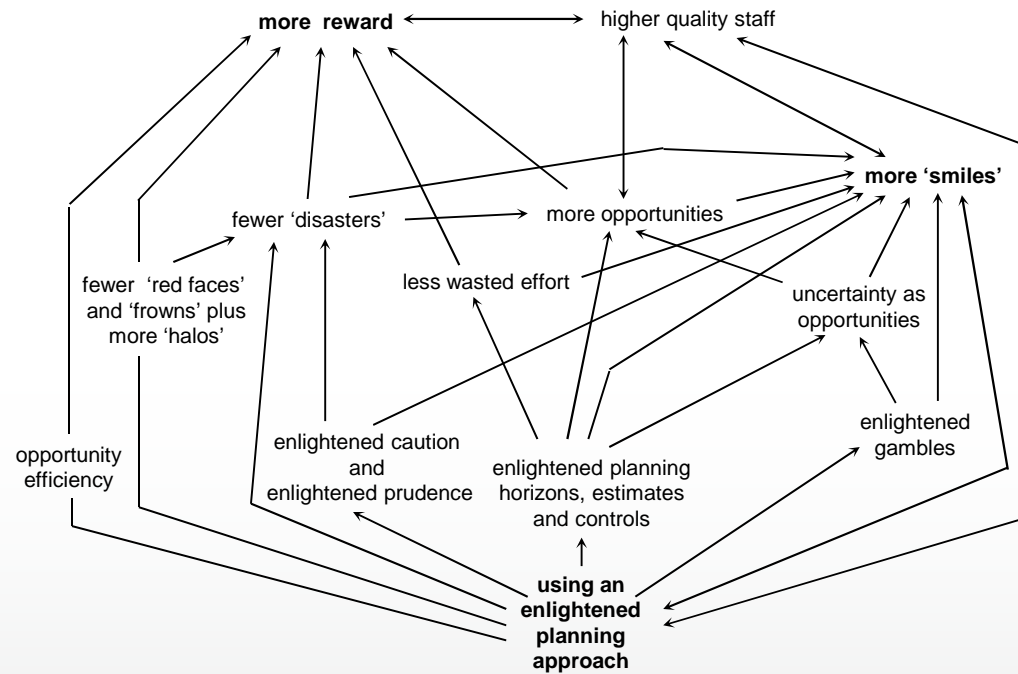 more reward
higher quality staff
more ‘smiles’
fewer ‘disasters’
more opportunities
fewer ‘red faces’
and ‘frowns’ plus
more ‘halos’
less wasted effort
uncertainty as
opportunities
opportunity
efficiency
enlightened caution
and
enlightened prudence
enlightened planning
horizons, estimates
and controls
enlightened
gambles
using an
enlightened
planning
approach